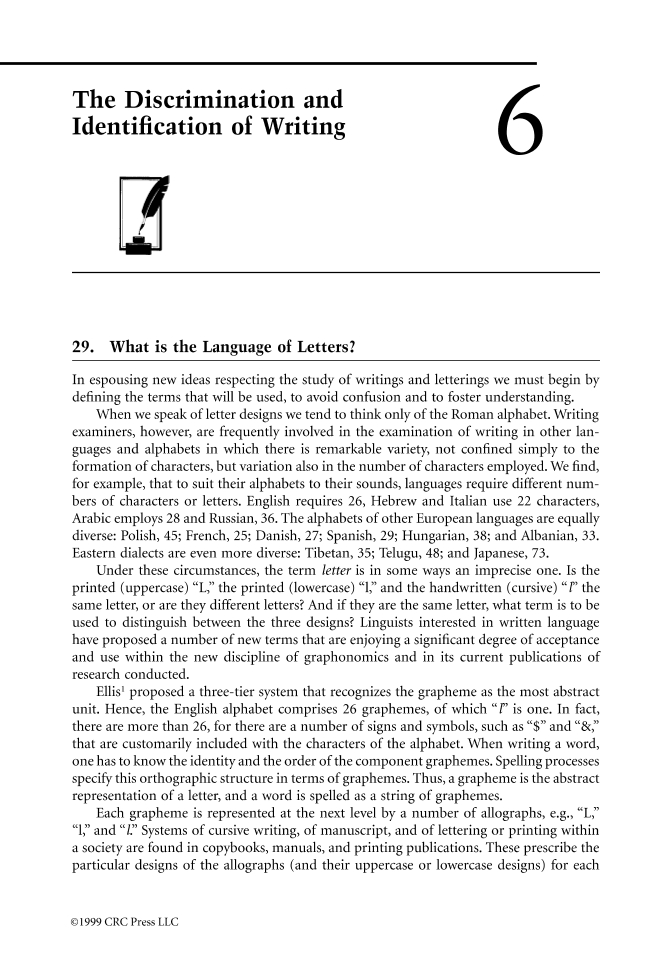 The Discrimination and
Identification of Writing
6
29. What is the Language of Letters?
In espousing new ideas respecting the study of writings and letterings we must begin by
defining the terms that will be used, to avoid confusion and to foster understanding.
When we speak of letter designs we tend to think only of the Roman alphabet. Writing
examiners, however, are frequently involved in the examination of writing in other lan-
guages and alphabets in which there is remarkable variety, not confined simply to the
formation of characters, but variation also in the number of characters employed. We find,
for example, that to suit their alphabets to their sounds, languages require different num-
bers of characters or letters. English requires 26, Hebrew and Italian use 22 characters,
Arabic employs 28 and Russian, 36. The alphabets of other European languages are equally
diverse: Polish, 45; French, 25; Danish, 27; Spanish, 29; Hungarian, 38; and Albanian, 33.
Eastern dialects are even more diverse: Tibetan, 35; Telugu, 48; and Japanese, 73.
Under these circumstances, the term letter is in some ways an imprecise one. Is the
printed (uppercase) “L,” the printed (lowercase) “l,” and the handwritten (cursive) “l” the
same letter, or are they different letters? And if they are the same letter, what term is to be
used to distinguish between the three designs? Linguists interested in written language
have proposed a number of new terms that are enjoying a significant degree of acceptance
and use within the new discipline of graphonomics and in its current publications of
research conducted.
Ellis¹ proposed a three-tier system that recognizes the grapheme as the most abstract
unit. Hence, the English alphabet comprises 26 graphemes, of which “l” is one. In fact,
there are more than 26, for there are a number of signs and symbols, such as “$” and “&,”
that are customarily included with the characters of the alphabet. When writing a word,
one has to know the identity and the order of the component graphemes. Spelling processes
specify this orthographic structure in terms of graphemes. Thus, a grapheme is the abstract
representation of a letter, and a word is spelled as a string of graphemes.
Each grapheme is represented at the next level by a number of allographs, e.g., “L,”
“l,” and “l.” Systems of cursive writing, of manuscript, and of lettering or printing within
a society are found in copybooks, manuals, and printing publications. These prescribe the
particular designs of the allographs (and their uppercase or lowercase designs) for each
©1999 CRC Press LLC